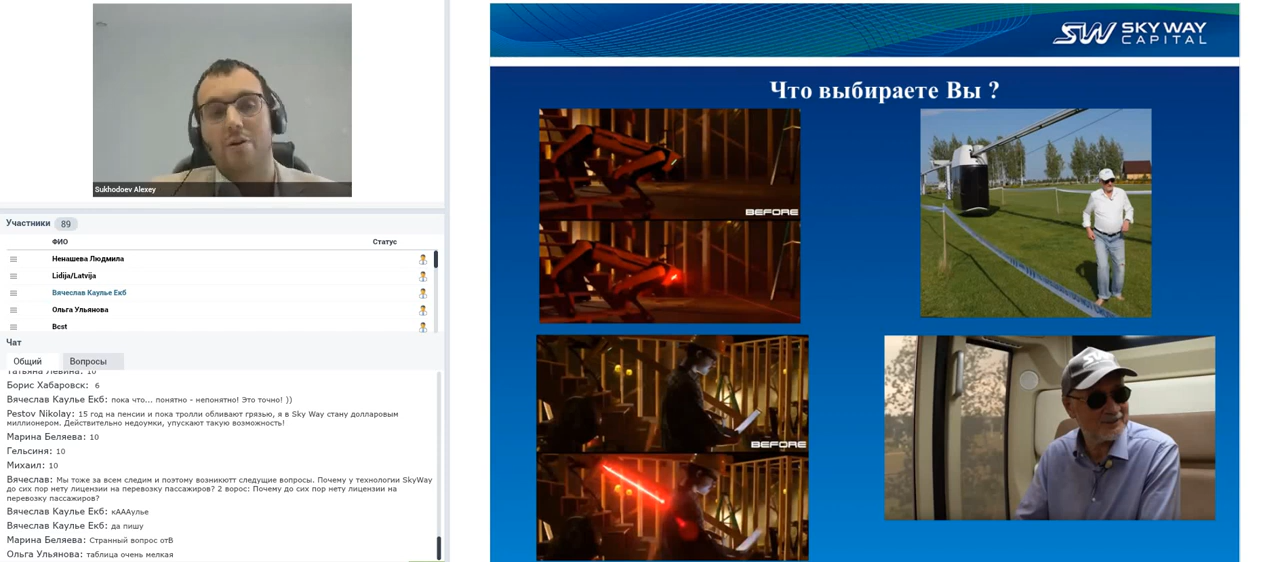 Sukhodoev Alexey
Участники 89
ФИО Статус
Ненашева Людмила
Lidija/Latvija
Вячеслав Каулье Екб
Ольга Ульянова
Bcst
Чат
Общий Вопросы
Татьяна Левина: 10
Борис Хабаровск: 6
Вячеслав Каулье Екб: пока что... понятно - непонятно! Это точно! ))
Pestov Nikolay: 15 год на пенсии и пока тролли обливают грязью, я в Sky Way стану долларовым
миллионером. Действительно недоумки, упускают такую возможность!
Марина Беляева: 10
Гельсиня: 10
Михаил: 10
Вячеслав: Мы тоже за всем следим и поэтому возникютт следущие вопросы. Почему у технологии SkyWay
до сих пор нету лицензии на перевозку пассажиров? 2 ворос: Почему до сих пор нету лицензии на
перевозку пассажиров?
Вячеслав Каулье Екб: кАААулье
Вячеслав Каулье Екб: да пишу
Марина Беляева: Странный вопрос отВ
Ольга Ульянова: таблица очень мелкая
SW SKY WAY
CAPITAL
Что выбираете Вы ?
BEFORE
BEFORE